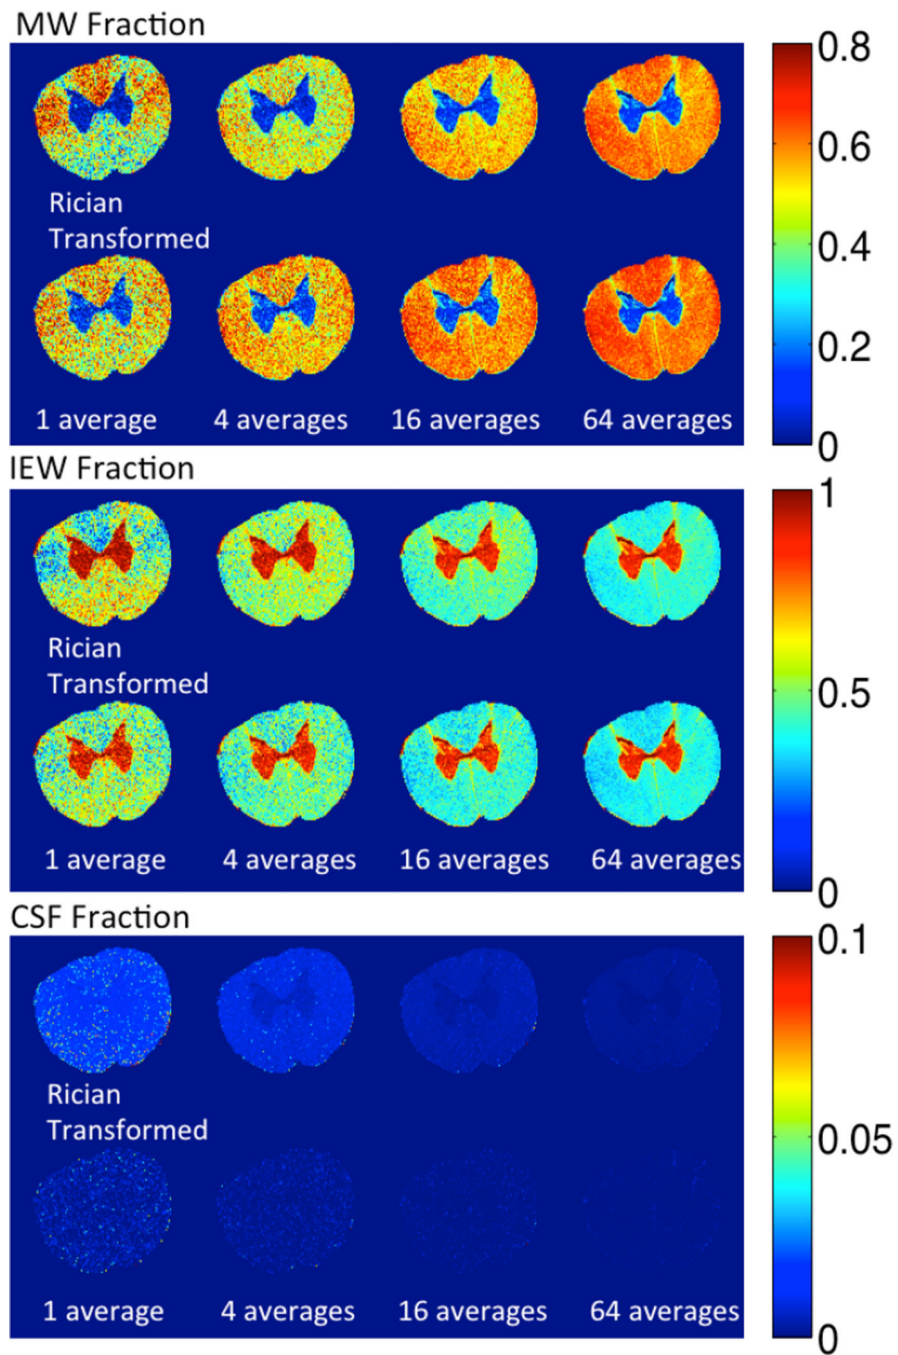 MW Fraction
0.8
0.6
Rician
Transformed
0.4
0.2
1 average 4 averages 16 averages 64 averages
0
IEW Fraction
1
Rician
Transformed
0.5
1 average 4 averages 16 averages 64 averages
0
CSF Fraction
0.1
Rician
Transformed
0.05
1 average 4 averages 16 averages 64 averages
0